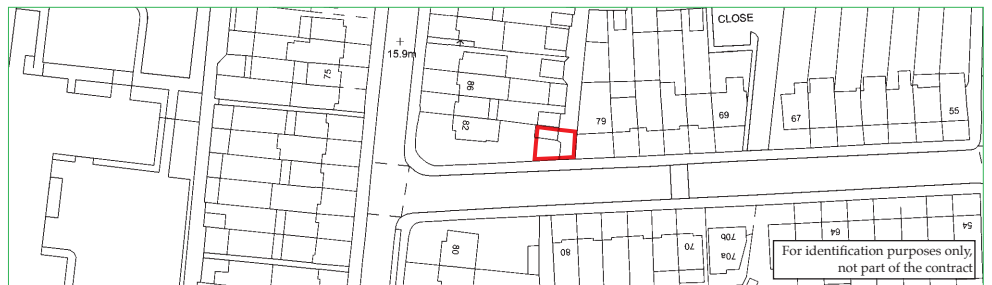 CLOSE
15.9m
75
86
82
79
69
67
55
80
80
70
70b
70a
64
54
For identification purposes only,
not part of the contract